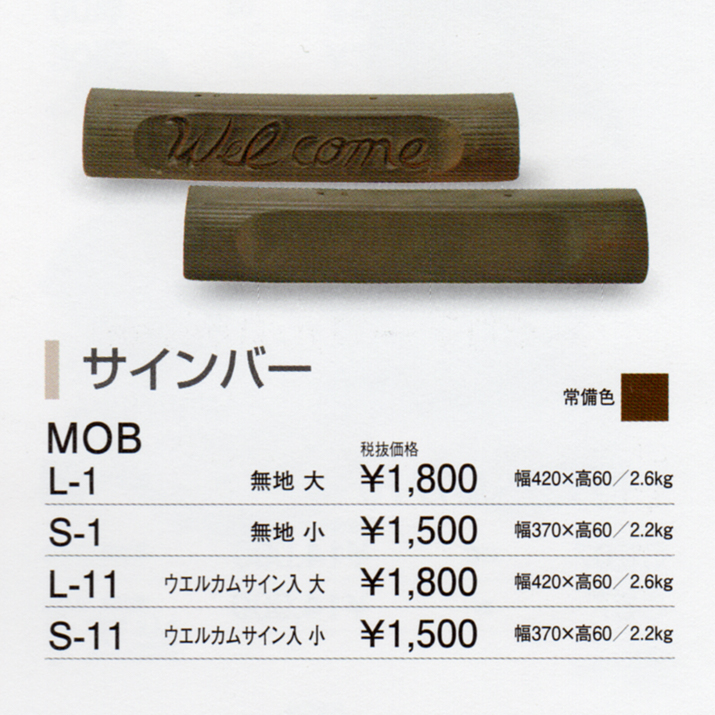 Welcome
サインバー
常備色
MOB
税抜価格
L-1 無地 大 ¥1,800 幅420×高60／2.6kg
S-1 無地 小 ¥1,500 幅370×高60／2.2kg
L-11 ウエルカムサイン入 大 ¥1,800 幅420×高60／2.6kg
S-11 ウエルカムサイン入 小 ¥1,500 幅370×高60／2.2kg